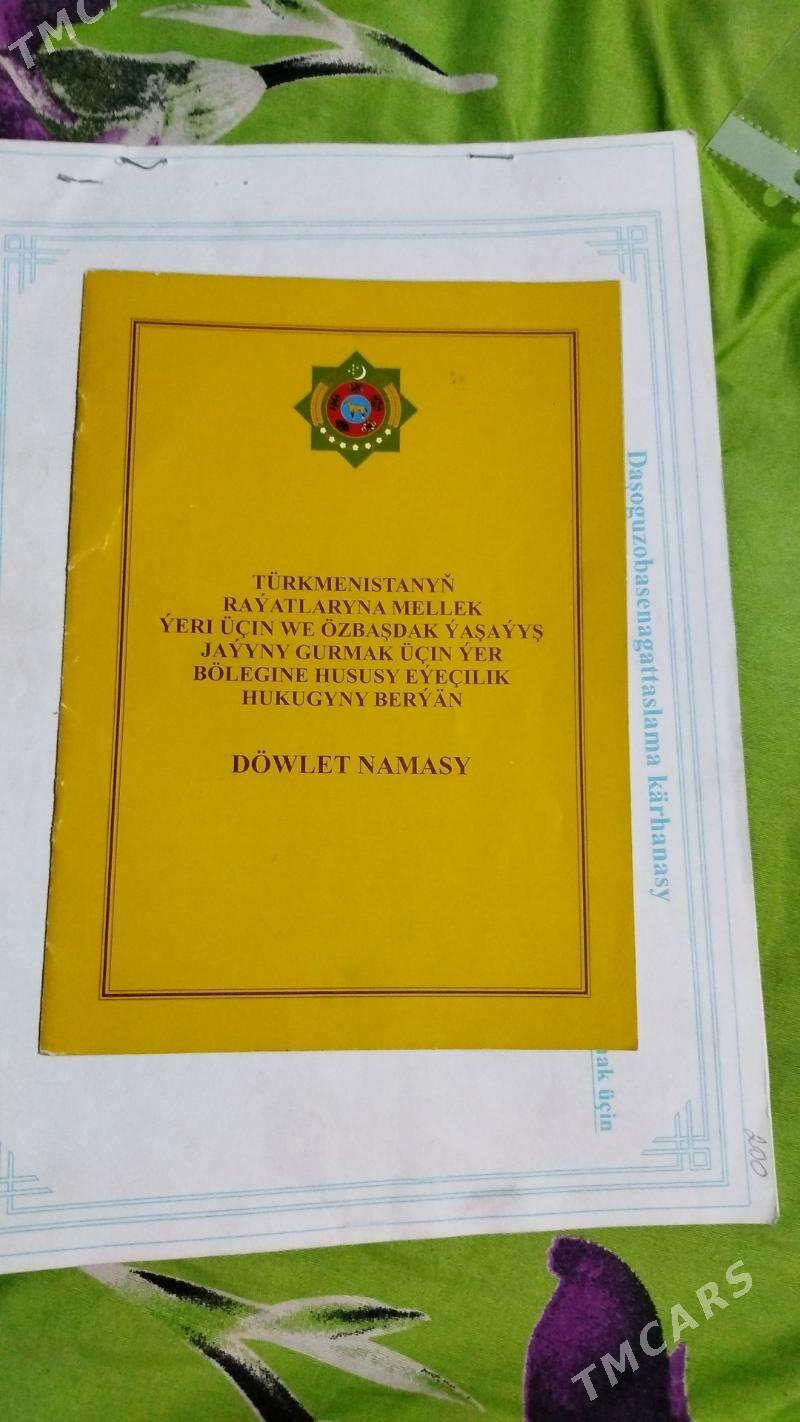 TMCARS
TÜRKMENISTANYŇ
RAÝATLARYNA MELLEK
ÝERI ÜÇIN WE ÖZBAŞDAK ÝAŞAÝYŞ
JAÝYNY GURMAK ÜÇIN ÝER
BÖLEGINE HUSUSY EÝEÇILIK
HUKUGYNY BERÝÄN
DÖWLET NAMASY
Daşoguzobasenagattaslama kärhanasy
üçin
200
TMCARS